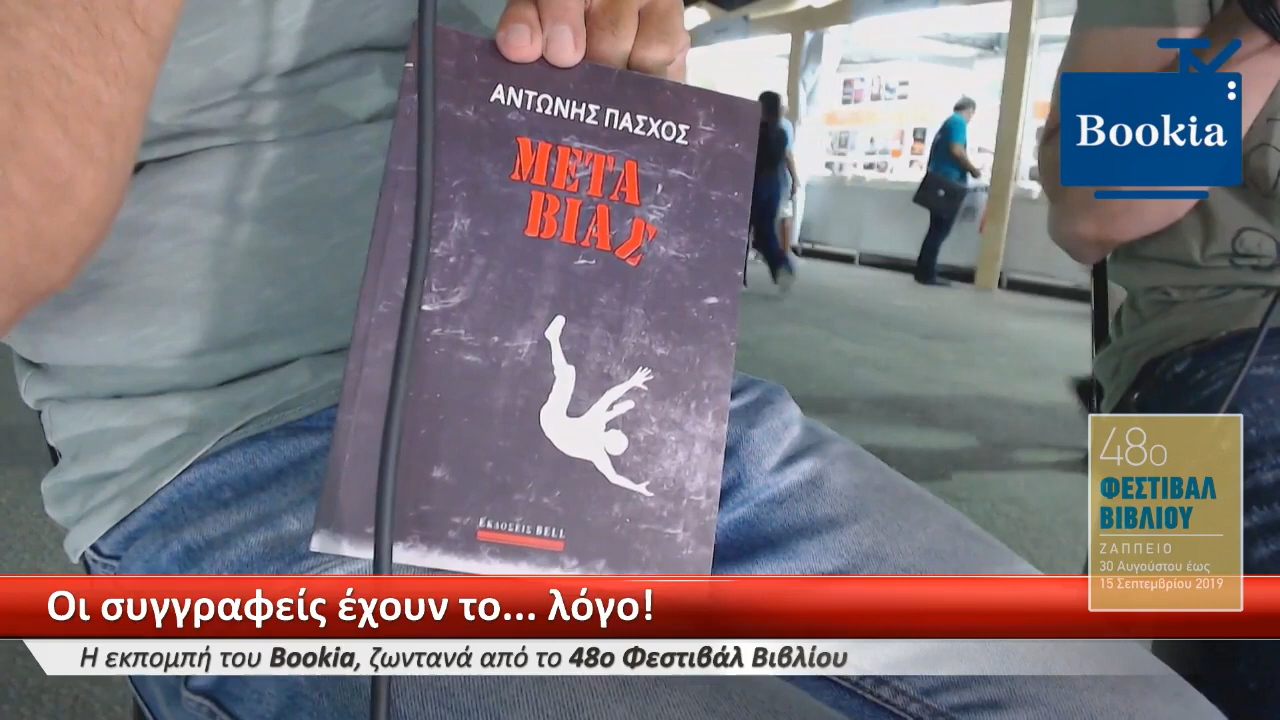 ΑΝΤΩΝΗΣ ΠΑΣΧΟΣ
ΜΕΤΑ
ΒΙΑΣ
ΕΚΔΟΣΕΙΣ BELL
Bookia
48ο
ΦΕΣΤΙΒΑΛ
ΒΙΒΛΙΟΥ
ΖΑΠΠΕΙΟ
30 Αυγούστου έως
15 Σεπτεμβρίου 2019
Οι συγγραφείς έχουν το... λόγο!
Η εκπομπή του Bookia, ζωντανά από το 48ο Φεστιβάλ Βιβλίου